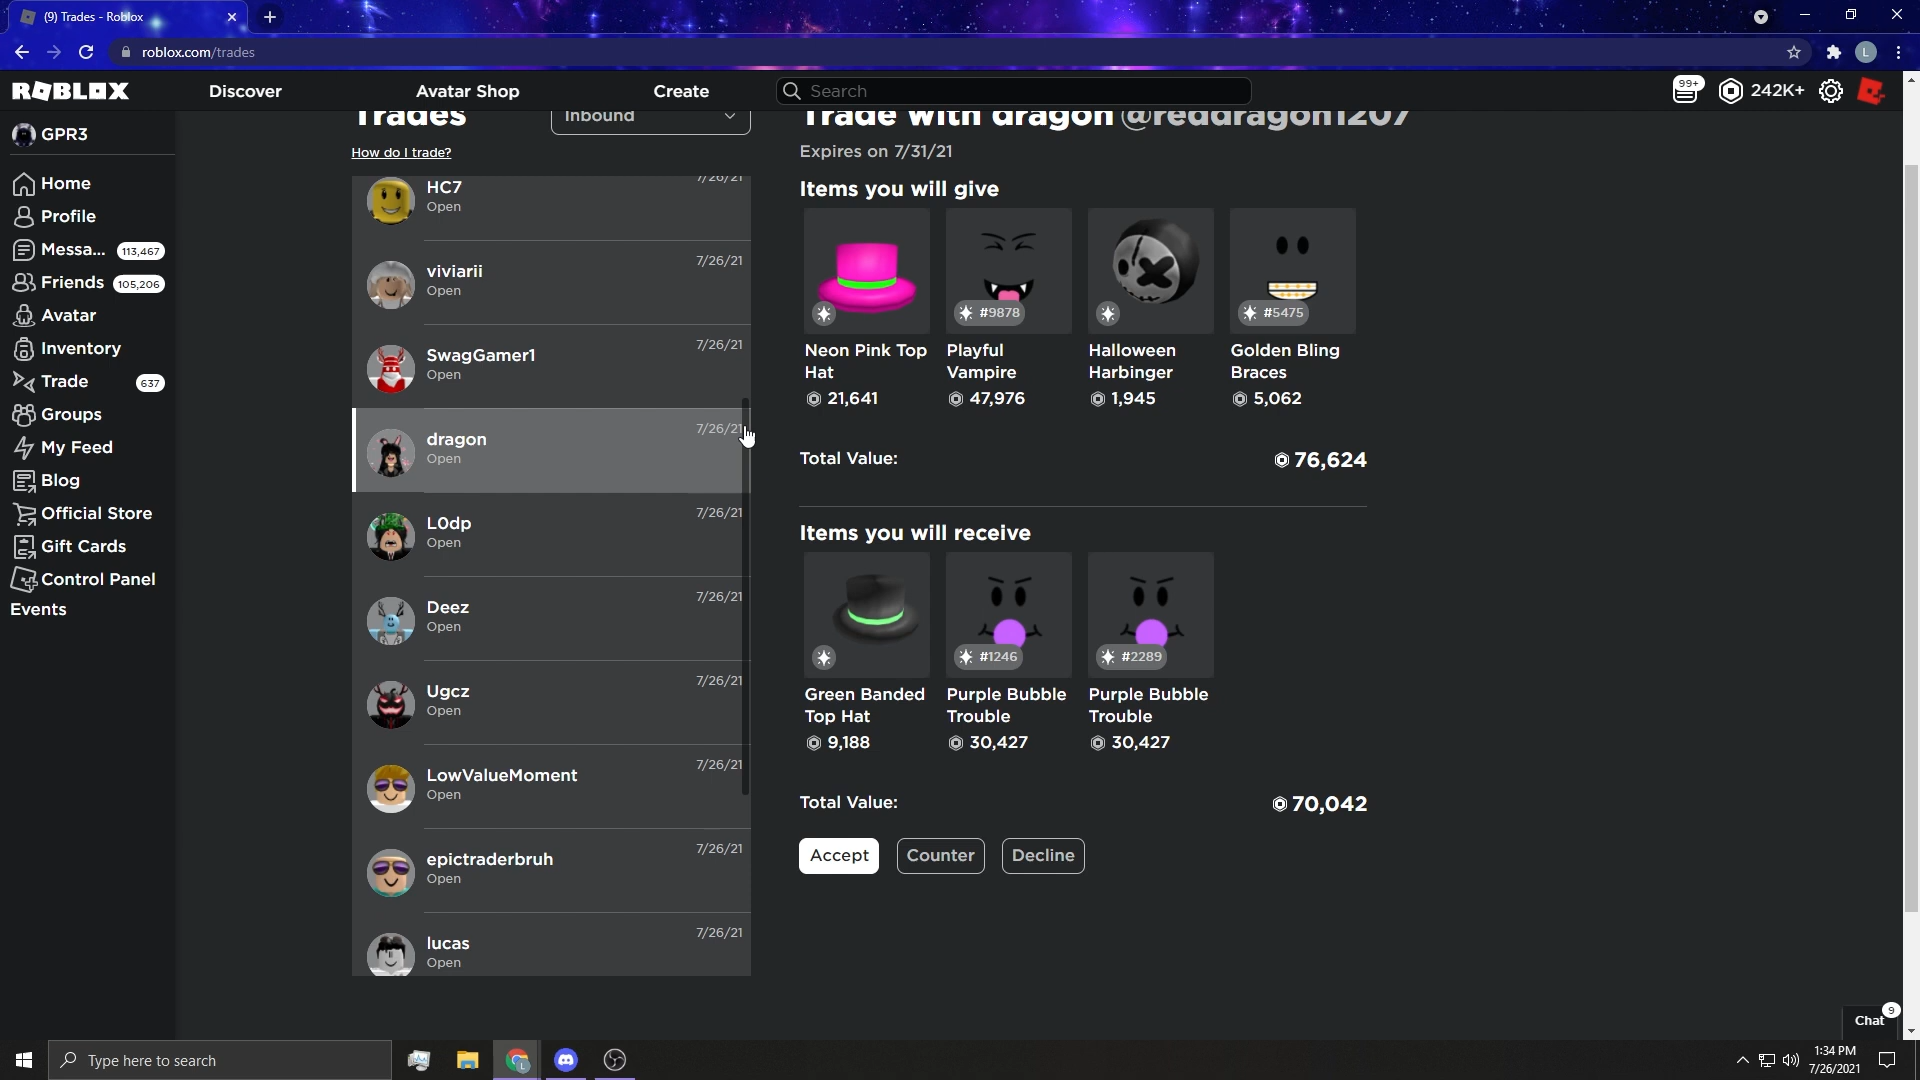 (9) Trades - Roblox
roblox.com/trades
L
ROBLOX
Discover
Avatar Shop
Create
Search
99+
242K+
GPR3
Home
Profile
Messa... 113,467
Friends 105,206
Avatar
Inventory
Trade 637
Groups
My Feed
Blog
Official Store
Gift Cards
Control Panel
Events
Trades
Inbound
How do I trade?
HC7
7/26/21
Open
viviarii
7/26/21
Open
SwagGamer1
7/26/21
Open
dragon
7/26/21
Open
L0dp
7/26/21
Open
Deez
7/26/21
Open
Ugcz
7/26/21
Open
LowValueMoment
7/26/21
Open
epictraderbruh
7/26/21
Open
lucas
7/26/21
Open
Trade with dragon @reddragon1207
Expires on 7/31/21
Items you will give
#9878
#5475
Neon Pink Top
Hat
21,641
Playful
Vampire
47,976
Halloween
Harbinger
1,945
Golden Bling
Braces
5,062
Total Value:
76,624
Items you will receive
#1246
#2289
Green Banded
Top Hat
9,188
Purple Bubble
Trouble
30,427
Purple Bubble
Trouble
30,427
Total Value:
70,042
Accept
Counter
Decline
Chat
9
Type here to search
L
1:34 PM
7/26/2021